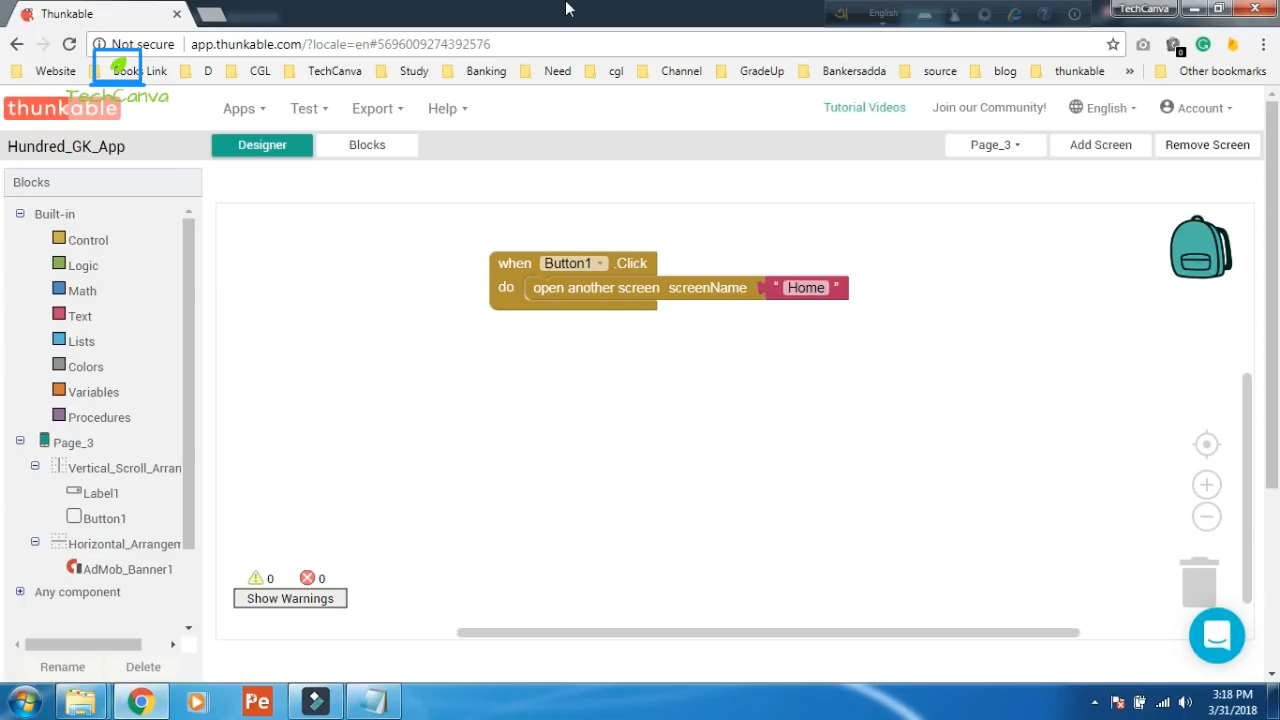 Thunkable
English
TechCanva
Not secure
app.thunkable.com/?locale=en#5696009274392576
0
Website
Books Link
D
CGL
TechCanva
Study
Banking
Need
cgl
Channel
GradeUp
Bankersadda
source
blog
thunkable
»
Other bookmarks
TechCanva
thunkable
Apps
Test
Export
Help
Tutorial Videos
Join our Community!
English
Account
Hundred_GK_App
Designer
Blocks
Page_3
Add Screen
Remove Screen
Blocks
Built-in
Control
Logic
Math
Text
Lists
Colors
Variables
Procedures
Page_3
Vertical_Scroll_Arran
Label1
Button1
Horizontal_Arrangem
AdMob_Banner1
Any component
Rename
Delete
when Button1 .Click
do open another screen screenName " Home "
0
0
Show Warnings
Pe
3:18 PM
3/31/2018